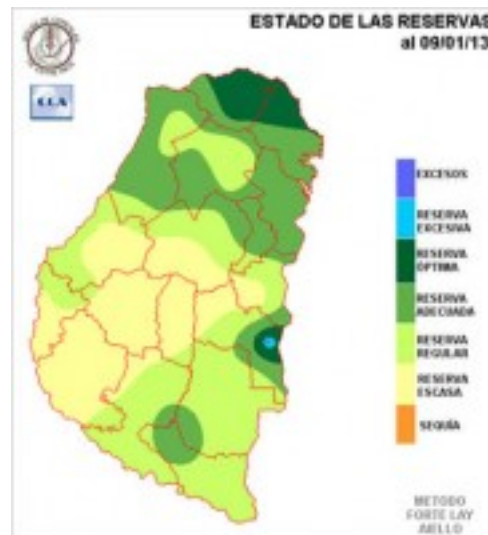 ESTADO DE LAS RESERVAS
al 09/01/13
CCA
EXCESOS
RESERVA
EXCESIVA
RESERVA
ÓPTIMA
RESERVA
ADECUADA
RESERVA
REGULAR
RESERVA
ESCASA
SEQUÍA
METODO
FORTE LAY
AIELLO